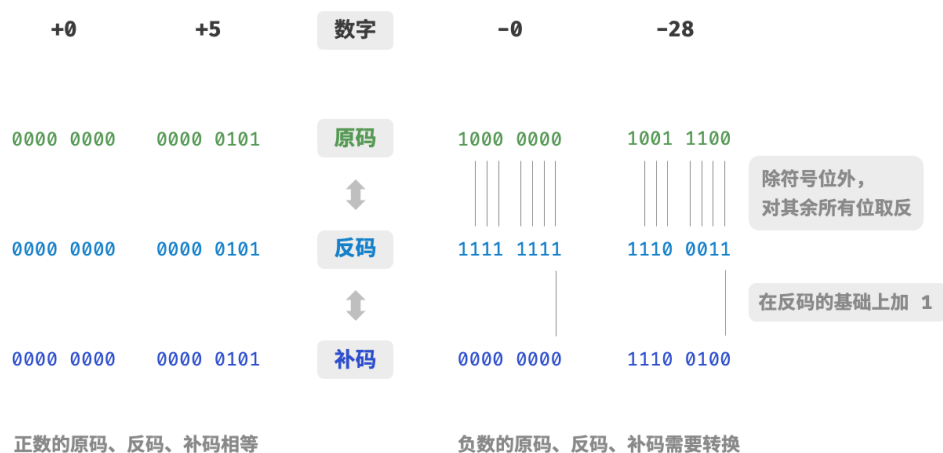 +0 +5 数字 -0 -28
0000 0000 0000 0101 原码 1000 0000 1001 1100
除符号位外，
对其余所有位取反
0000 0000 0000 0101 反码 1111 1111 1110 0011
在反码的基础上加 1
0000 0000 0000 0101 补码 0000 0000 1110 0100
正数的原码、反码、补码相等 负数的原码、反码、补码需要转换